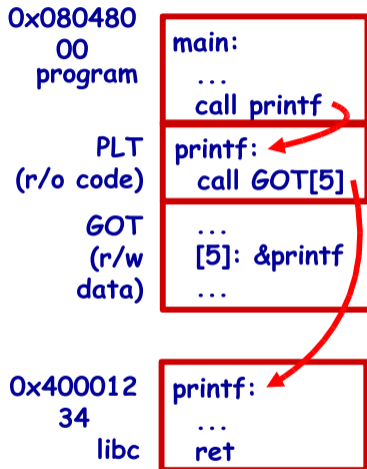 0x080480
00
program
main:
...
call printf
PLT
(r/o code)
printf:
call GOT[5]
GOT
(r/w
data)
...
[5]: &printf
...
0x400012
34
libc
printf:
...
ret